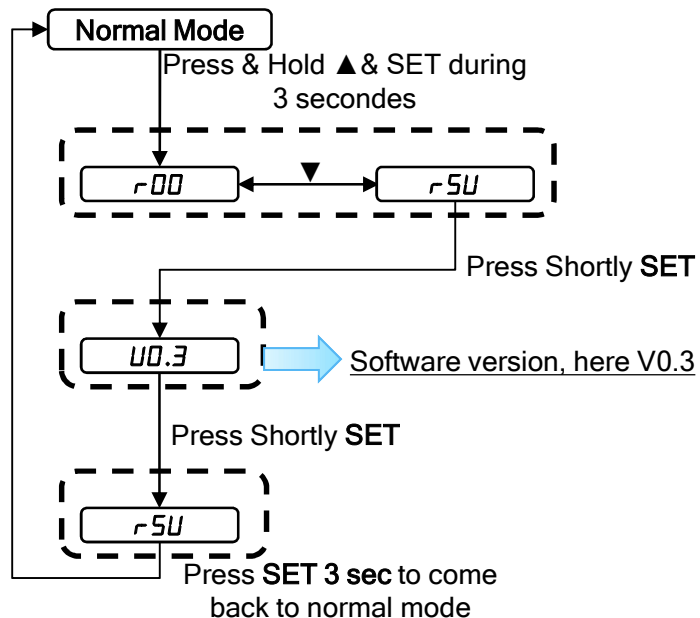 Normal Mode
Press & Hold ▲& SET during
3 secondes
r00
▼
r5U
Press Shortly SET
U0.3
Software version, here V0.3
Press Shortly SET
r5U
Press SET 3 sec to come
back to normal mode